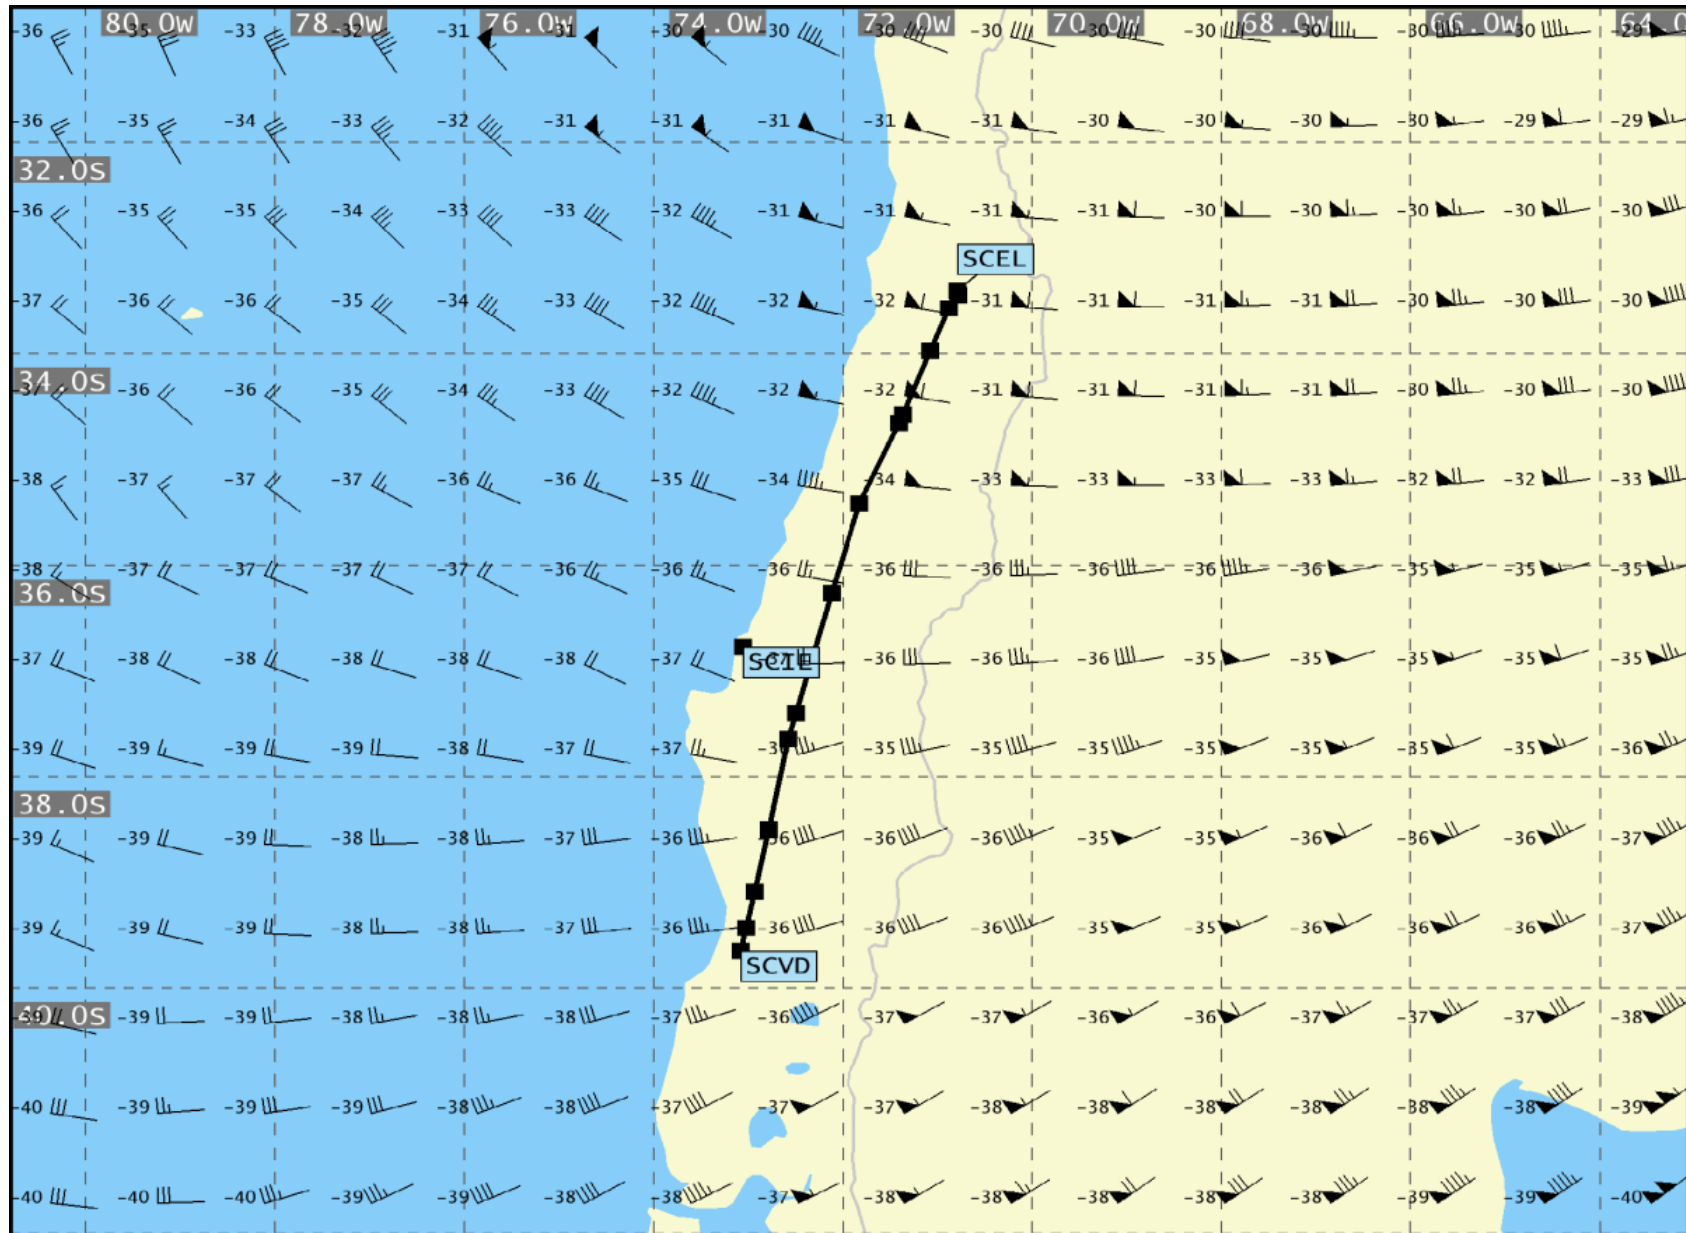 80.0W 78.0W 76.0W 74.0W 72.0W 70.0W 68.0W 66.0W 64.0
-36 -35 -33 -32 -31 -31 -30 -30 -30 -30 -30 -30 -30 -30 -29
-36 -35 -34 -33 -32 -31 -31 -31 -31 -31 -30 -30 -30 -30 -29 -29
32.0S
-36 -35 -35 -34 -33 -33 -32 -31 -31 -31 -31 -30 -30 -30 -30 -30
SCEL
-37 -36 -36 -35 -34 -33 -32 -32 -32 -31 -31 -31 -31 -30 -30 -30
34.0S
-36 -36 -35 -34 -33 -32 -32 -32 -31 -31 -31 -31 -30 -30 -30
-38 -37 -37 -37 -36 -36 -35 -34 -34 -33 -33 -33 -33 -32 -32 -33
-38 -37 -37 -37 -37 -36 -36 -36 -36 -36 -36 -36 -36 -35 -35 -35
36.0S
SCIE
-37 -38 -38 -38 -38 -38 -37 -36 -36 -36 -35 -35 -35 -35 -35
-39 -39 -39 -39 -38 -37 -37 -35 -35 -35 -35 -35 -35 -35 -36
38.0S
-39 -39 -39 -38 -38 -37 -36 -36 -36 -36 -35 -35 -36 -36 -36 -37
-39 -39 -39 -38 -38 -37 -36 -36 -36 -36 -35 -35 -36 -36 -36 -37
SCVD
40.0S
-39 -39 -38 -38 -38 -37 -36 -37 -37 -36 -36 -37 -37 -37 -38
-40 -39 -39 -39 -38 -38 -37 -37 -37 -38 -38 -38 -38 -38 -38 -39
-40 -40 -40 -39 -39 -38 -38 -37 -38 -38 -38 -38 -38 -39 -39 -40